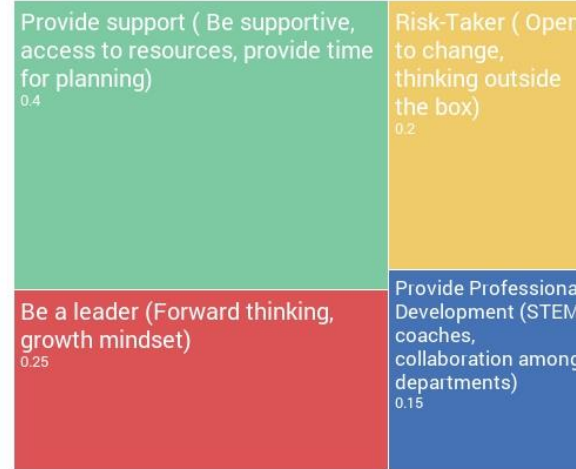 Provide support ( Be supportive,
access to resources, provide time
for planning)
0.4
Risk-Taker ( Open
to change,
thinking outside
the box)
0.2
Be a leader (Forward thinking,
growth mindset)
0.25
Provide Professiona
Development (STEM
coaches,
collaboration among
departments)
0.15